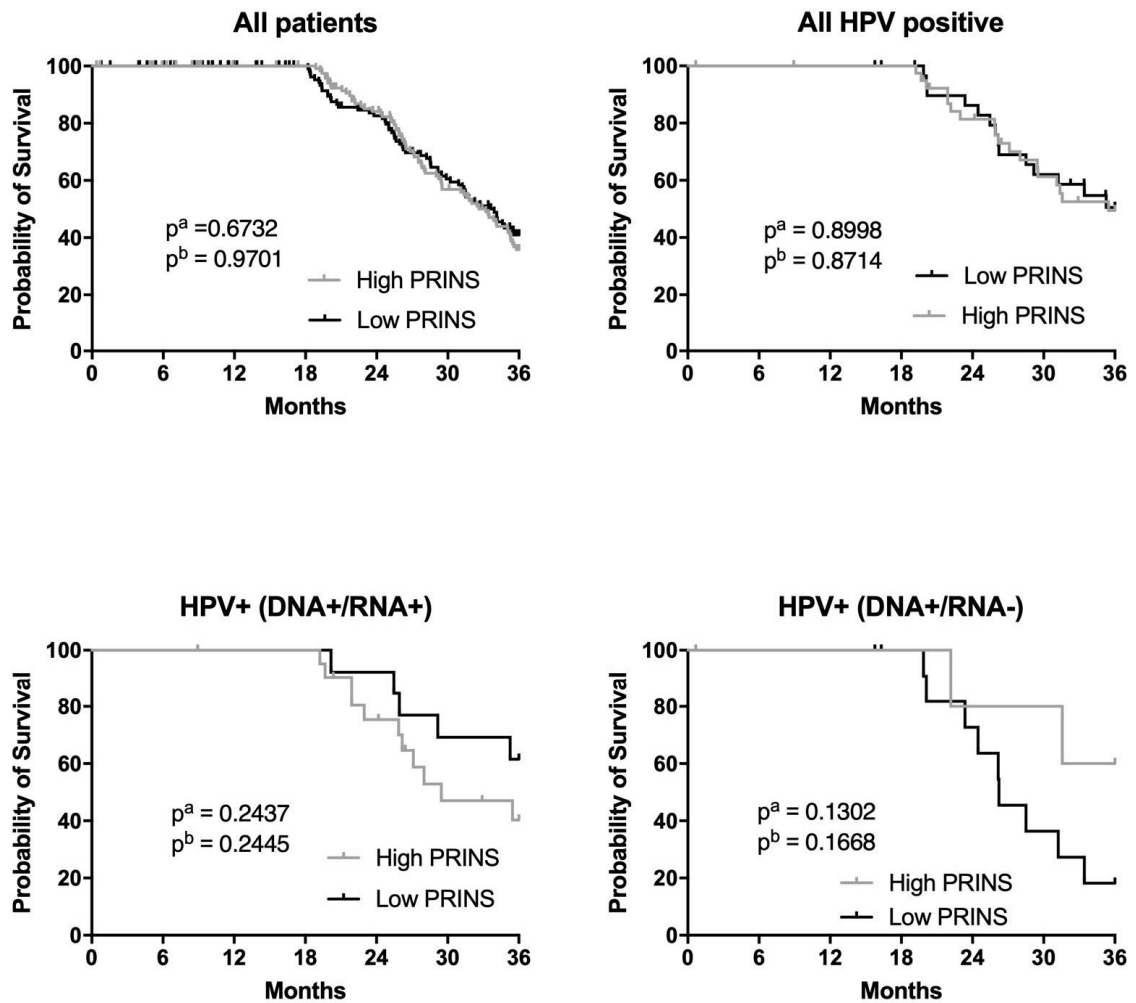 All patients
100
80
60
40
20
0
Probability of Survival
pᵃ =0.6732
pᵇ = 0.9701
High PRINS
Low PRINS
0 6 12 18 24 30 36
Months
All HPV positive
100
80
60
40
20
0
Probability of Survival
pᵃ = 0.8998
pᵇ = 0.8714
Low PRINS
High PRINS
0 6 12 18 24 30 36
Months
HPV+ (DNA+/RNA+)
100
80
60
40
20
0
Probability of Survival
pᵃ = 0.2437
pᵇ = 0.2445
High PRINS
Low PRINS
0 6 12 18 24 30 36
Months
HPV+ (DNA+/RNA-)
100
80
60
40
20
0
Probability of Survival
pᵃ = 0.1302
pᵇ = 0.1668
High PRINS
Low PRINS
0 6 12 18 24 30 36
Months